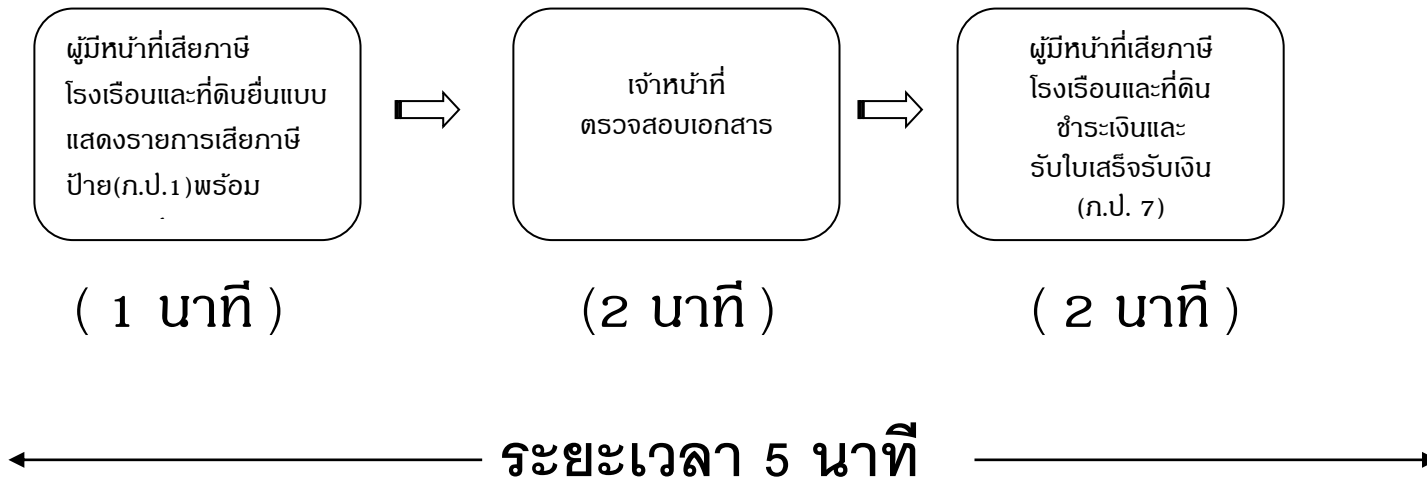 ผู้มีหน้าที่เสียภาษี
โรงเรือนและที่ดินยื่นแบบ
แสดงรายการเสียภาษี
ป้าย(ภ.ป.1)พร้อม
เจ้าหน้าที่
ตรวจสอบเอกสาร
ผู้มีหน้าที่เสียภาษี
โรงเรือนและที่ดิน
ชำระเงินและ
รับใบเสร็จรับเงิน
(ภ.ป. 7)
( 1 นาที )
(2 นาที )
( 2 นาที )
ระยะเวลา 5 นาที